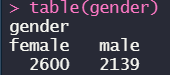 > table(gender)
gender
female   male
  2600   2139